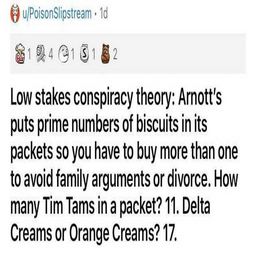 u/PoisonSlipstream • 1d
1 4 1 1 2
Low stakes conspiracy theory: Arnott's
puts prime numbers of biscuits in its
packets so you have to buy more than one
to avoid family arguments or divorce. How
many Tim Tams in a packet? 11. Delta
Creams or Orange Creams? 17.